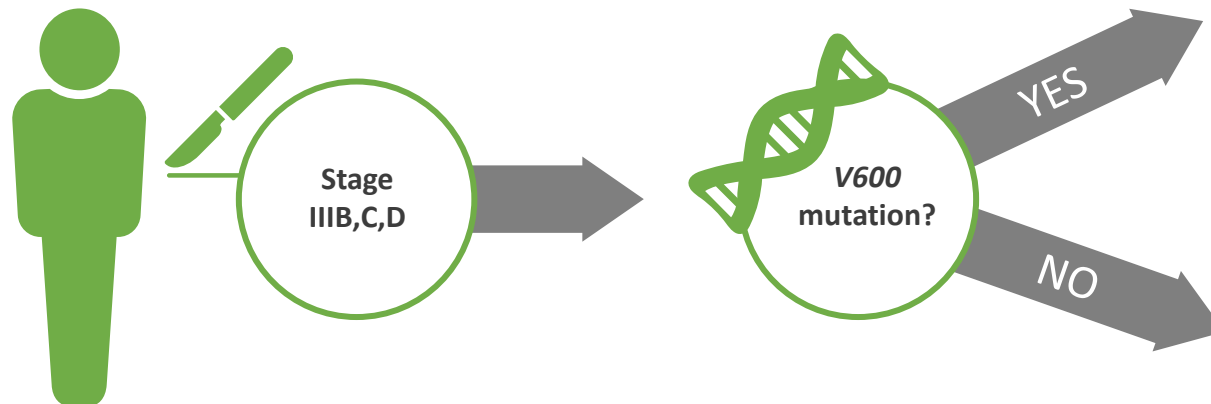 Stage
IIIB,C,D
V600
mutation?
YES
NO